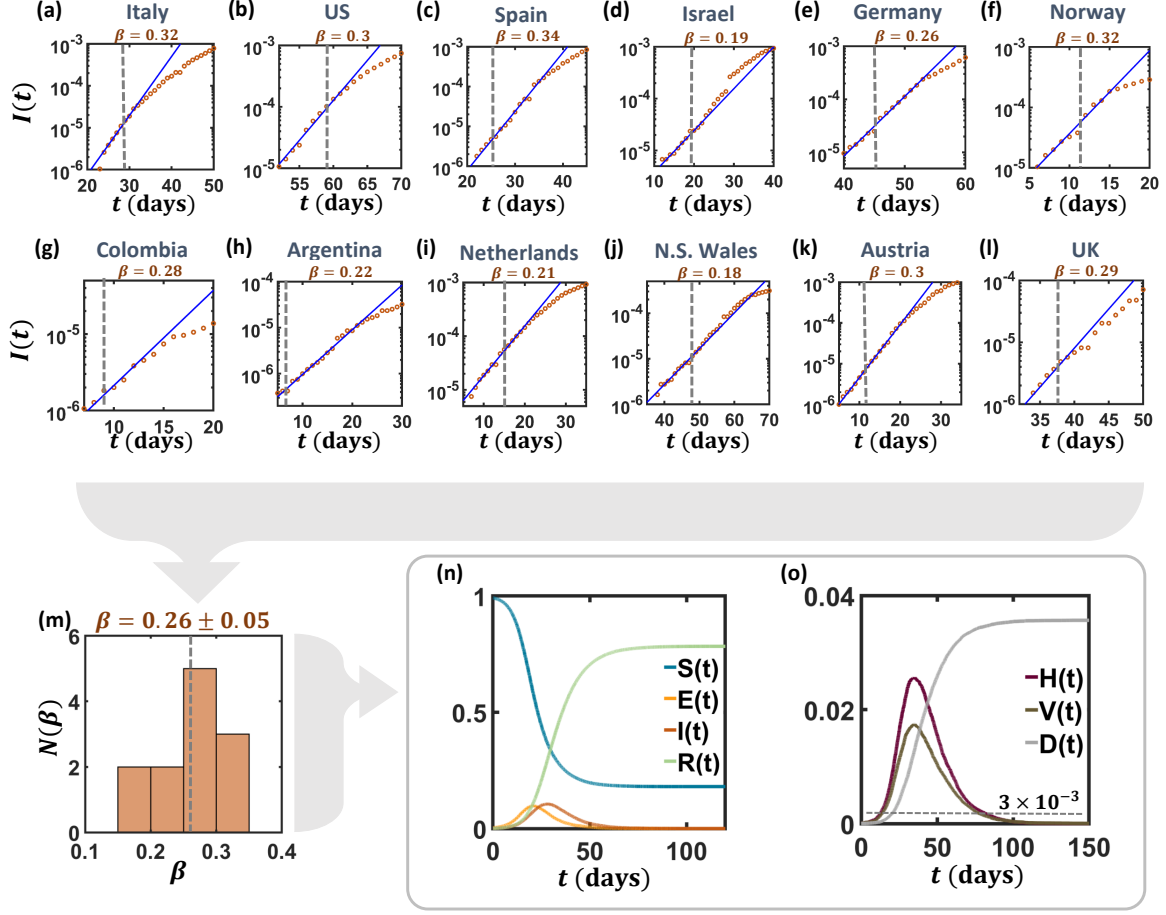 (a) Italy
β = 0.32
(b) US
β = 0.3
(c) Spain
β = 0.34
(d) Israel
β = 0.19
(e) Germany
β = 0.26
(f) Norway
β = 0.32
I(t)
10⁻³
10⁻⁴
10⁻⁵
10⁻⁶
20 30 40 50
t (days)
10⁻³
10⁻⁴
10⁻⁵
55 60 65 70
t (days)
10⁻³
10⁻⁴
10⁻⁵
10⁻⁶
20 30 40
t (days)
10⁻³
10⁻⁴
10⁻⁵
10 20 30 40
t (days)
10⁻³
10⁻⁴
10⁻⁵
40 50 60
t (days)
10⁻³
10⁻⁴
10⁻⁵
5 10 15 20
t (days)
(g) Colombia
β = 0.28
(h) Argentina
β = 0.22
(i) Netherlands
β = 0.21
(j) N.S. Wales
β = 0.18
(k) Austria
β = 0.3
(l) UK
β = 0.29
I(t)
10⁻⁵
10⁻⁶
10 15 20
t (days)
10⁻⁴
10⁻⁵
10⁻⁶
10 20 30
t (days)
10⁻³
10⁻⁴
10⁻⁵
10 20 30
t (days)
10⁻⁴
10⁻⁵
10⁻⁶
40 50 60 70
t (days)
10⁻³
10⁻⁴
10⁻⁵
10⁻⁶
10 20 30
t (days)
10⁻⁴
10⁻⁵
10⁻⁶
35 40 45 50
t (days)
(m) β = 0.26 ± 0.05
N(β)
6
4
2
0
0.1 0.2 0.3 0.4
β
(n)
1
0.5
0
S(t)
E(t)
I(t)
R(t)
0 50 100
t (days)
(o)
0.04
0.02
0
H(t)
V(t)
D(t)
3 × 10⁻³
0 50 100 150
t (days)